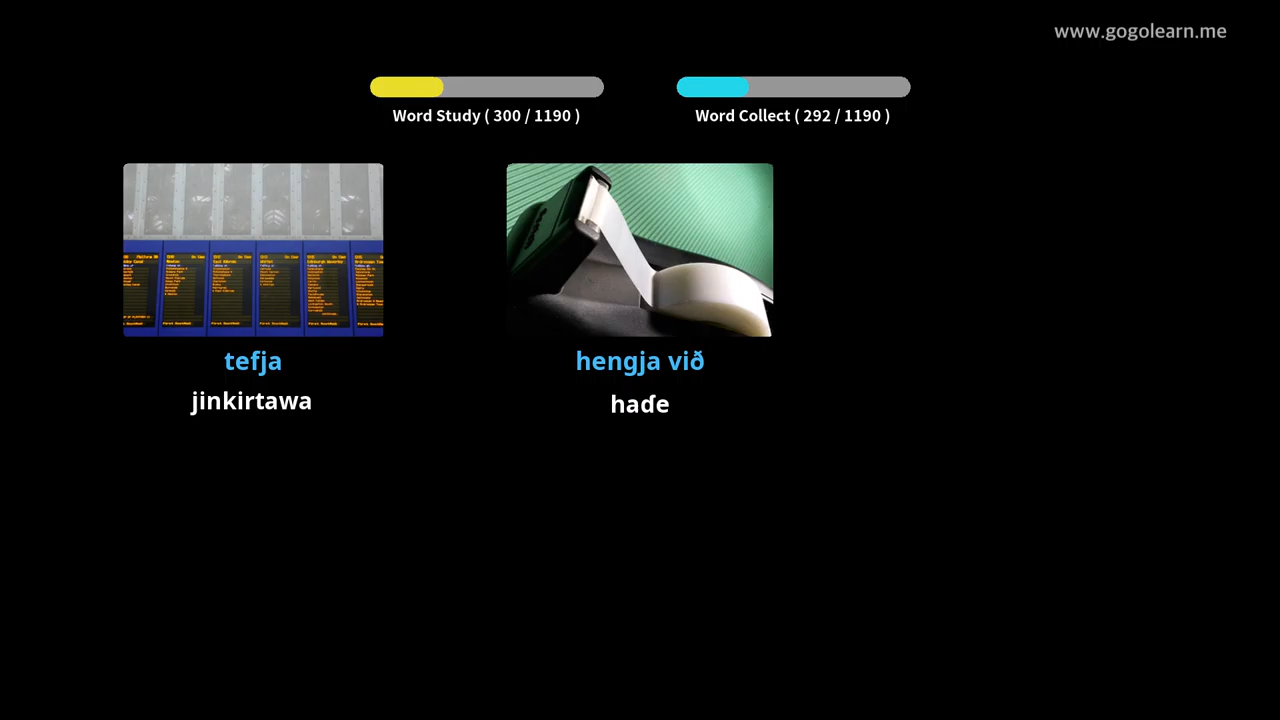 www.gogolearn.me
Word Study ( 300 / 1190 )
Word Collect ( 292 / 1190 )
tefja
jinkirtawa
hengja við
haɗe